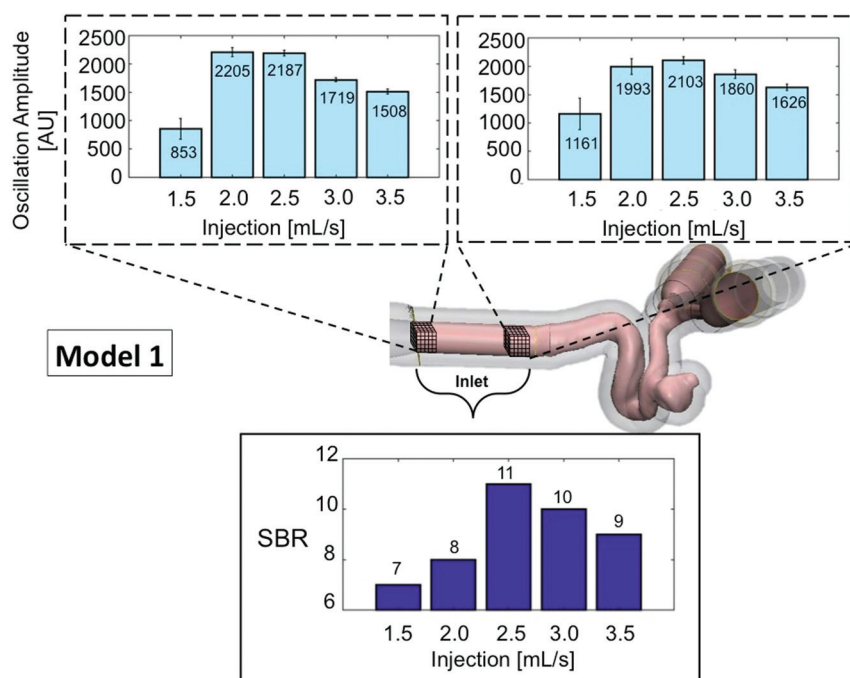 Oscillation Amplitude
[AU]
2500
2000
1500
1000
500
0
853
2205
2187
1719
1508
1.5 2.0 2.5 3.0 3.5
Injection [mL/s]
2500
2000
1500
1000
500
0
1161
1993
2103
1860
1626
1.5 2.0 2.5 3.0 3.5
Injection [mL/s]
Model 1
Inlet
SBR
12
10
8
6
7
8
11
10
9
1.5 2.0 2.5 3.0 3.5
Injection [mL/s]